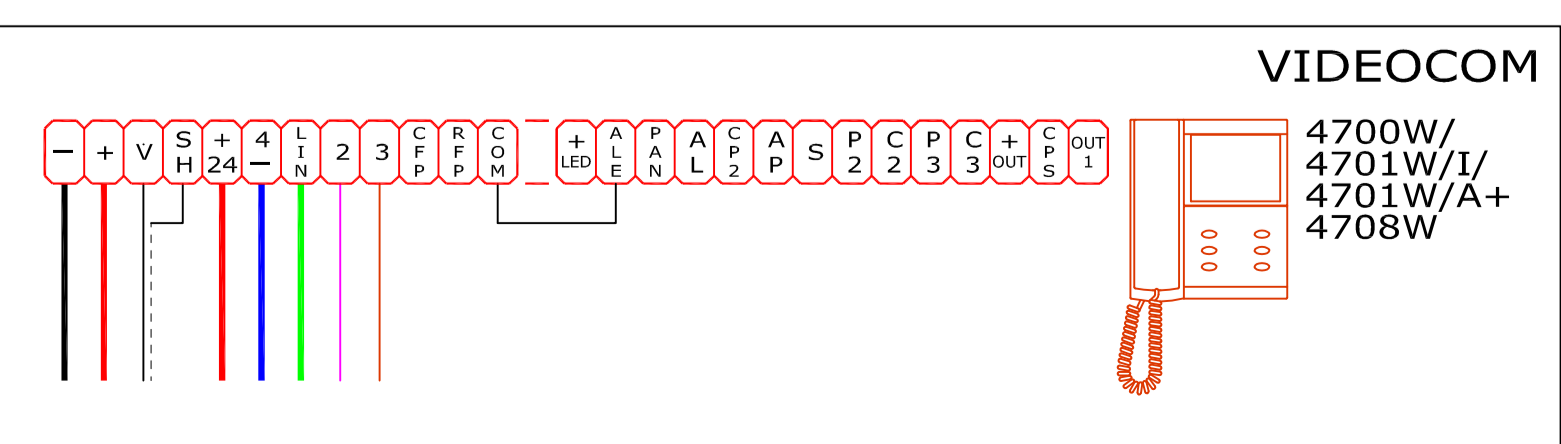 VIDEOCOM
− + V SH +24 4− LIN 2 3 CFP RFP COM +LED ALE PAN AL CP2 AP S P2 C2 P3 C3 +OUT CPS OUT1
4700W/
4701W/I/
4701W/A+
4708W